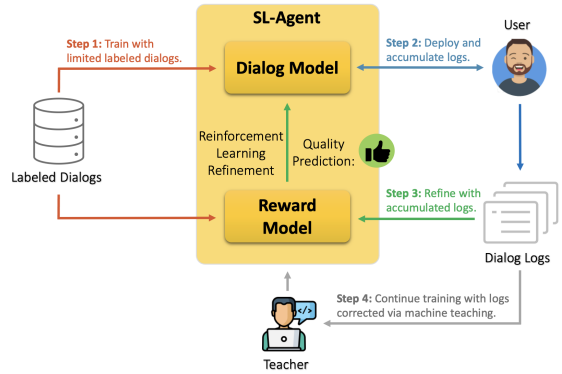 SL-Agent
User
Step 1: Train with
limited labeled dialogs.
Dialog Model
Step 2: Deploy and
accumulate logs.
Labeled Dialogs
Reinforcement
Learning
Refinement
Quality
Prediction:
Reward
Model
Step 3: Refine with
accumulated logs.
Dialog Logs
</>
Step 4: Continue training with logs
corrected via machine teaching.
Teacher